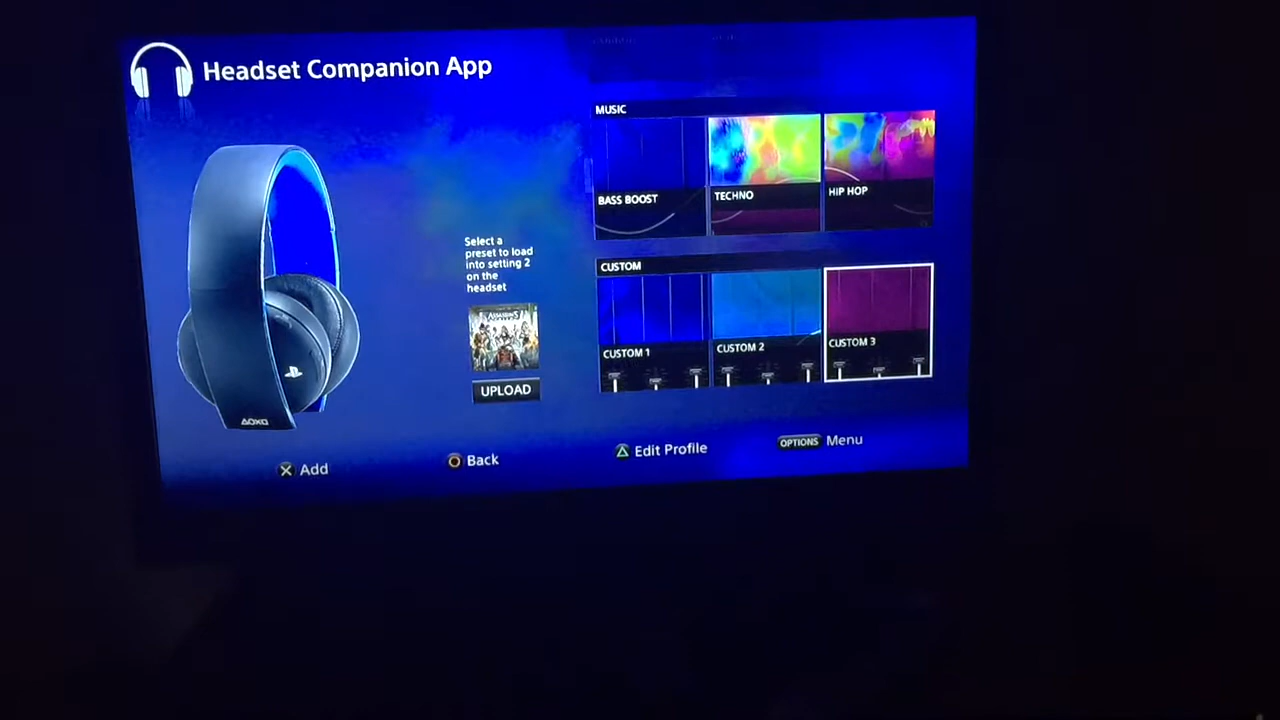 Headset Companion App
MUSIC
BASS BOOST
TECHNO
HIP HOP
Select a
preset to load
into setting 2
on the
headset
ASSASSIN'S
UPLOAD
CUSTOM
CUSTOM 1
CUSTOM 2
CUSTOM 3
Add
Back
Edit Profile
OPTIONS Menu